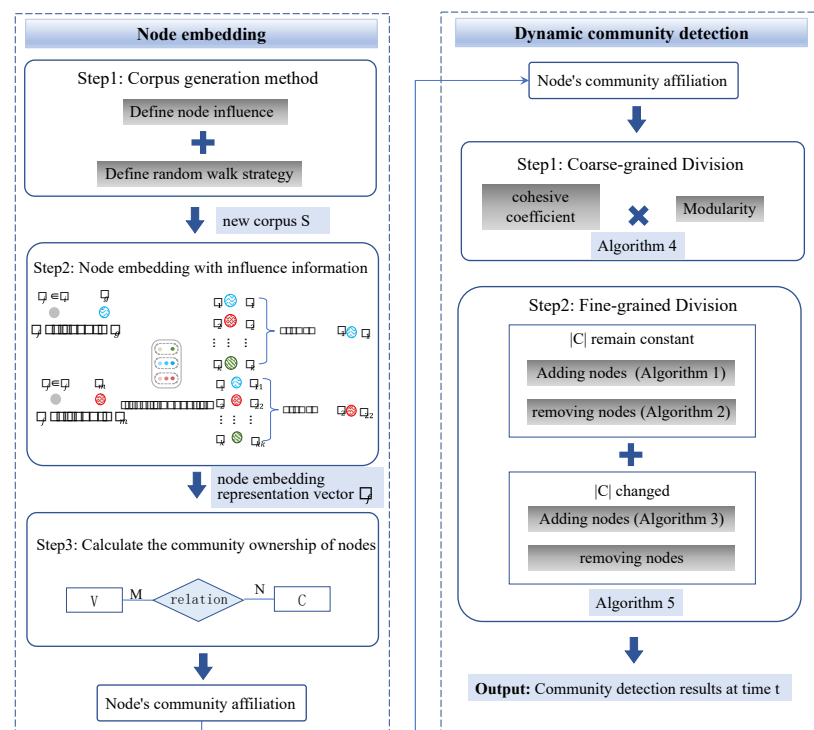 Node embedding
Step1: Corpus generation method
Define node influence
Define random walk strategy
new corpus S
Step2: Node embedding with influence information
node embedding
representation vector
Step3: Calculate the community ownership of nodes
V
M
relation
N
C
Node's community affiliation
Dynamic community detection
Node's community affiliation
Step1: Coarse-grained Division
cohesive
coefficient
Modularity
Algorithm 4
Step2: Fine-grained Division
|C| remain constant
Adding nodes (Algorithm 1)
removing nodes (Algorithm 2)
|C| changed
Adding nodes (Algorithm 3)
removing nodes
Algorithm 5
Output: Community detection results at time t